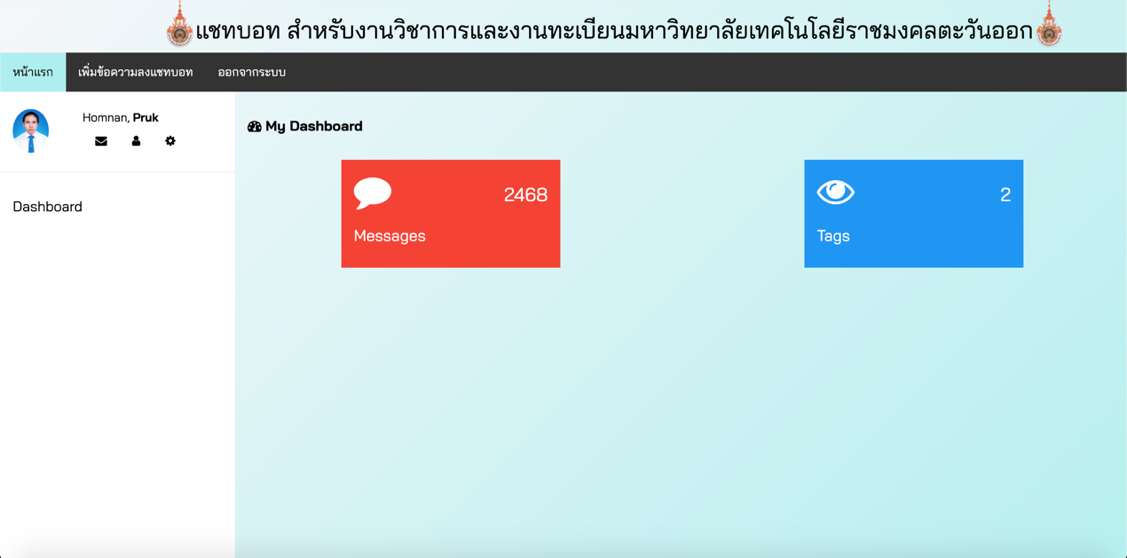 แชทบอท สำหรับงานวิชาการและงานทะเบียนมหาวิทยาลัยเทคโนโลยีราชมงคลตะวันออก
หน้าแรก เพิ่มข้อความลงแชทบอท ออกจากระบบ
Homnan, Pruk
Dashboard
My Dashboard
2468
Messages
2
Tags